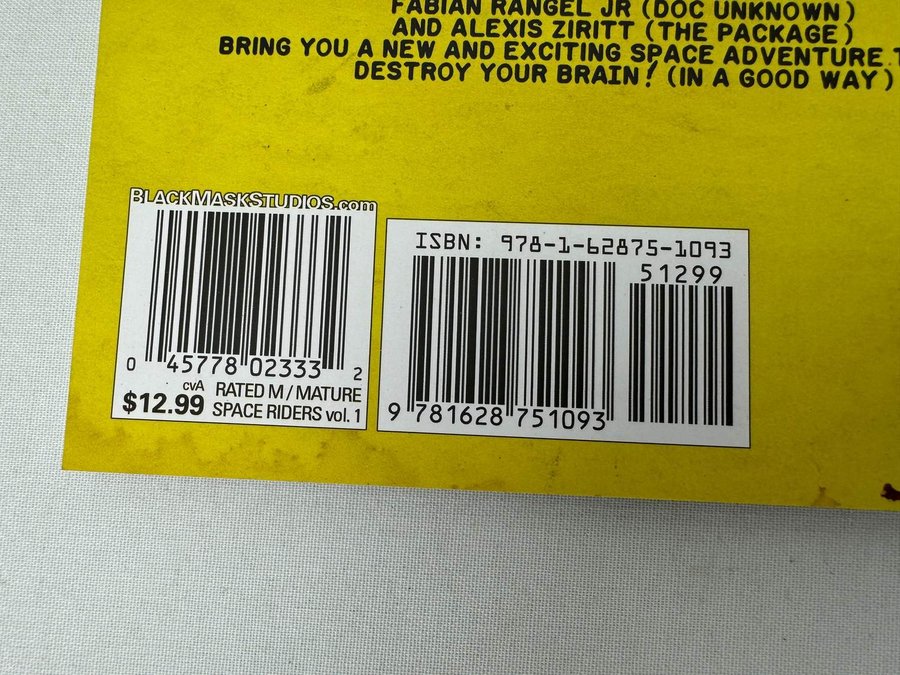 FABIAN RANGEL JR (DOC UNKNOWN)
AND ALEXIS ZIRITT (THE PACKAGE)
BRING YOU A NEW AND EXCITING SPACE ADVENTURE
DESTROY YOUR BRAIN! (IN A GOOD WAY)
BLACKMASKSTUDIOS.com
0 45778 02333 2
cvA RATED M / MATURE
$12.99 SPACE RIDERS vol. 1
ISBN: 978-1-62875-1093
51299
9 781628 751093